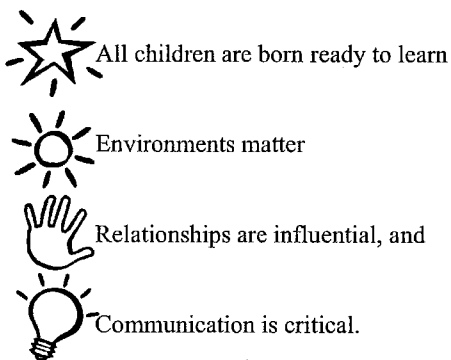 All children are born ready to learn
Environments matter
Relationships are influential, and
Communication is critical.